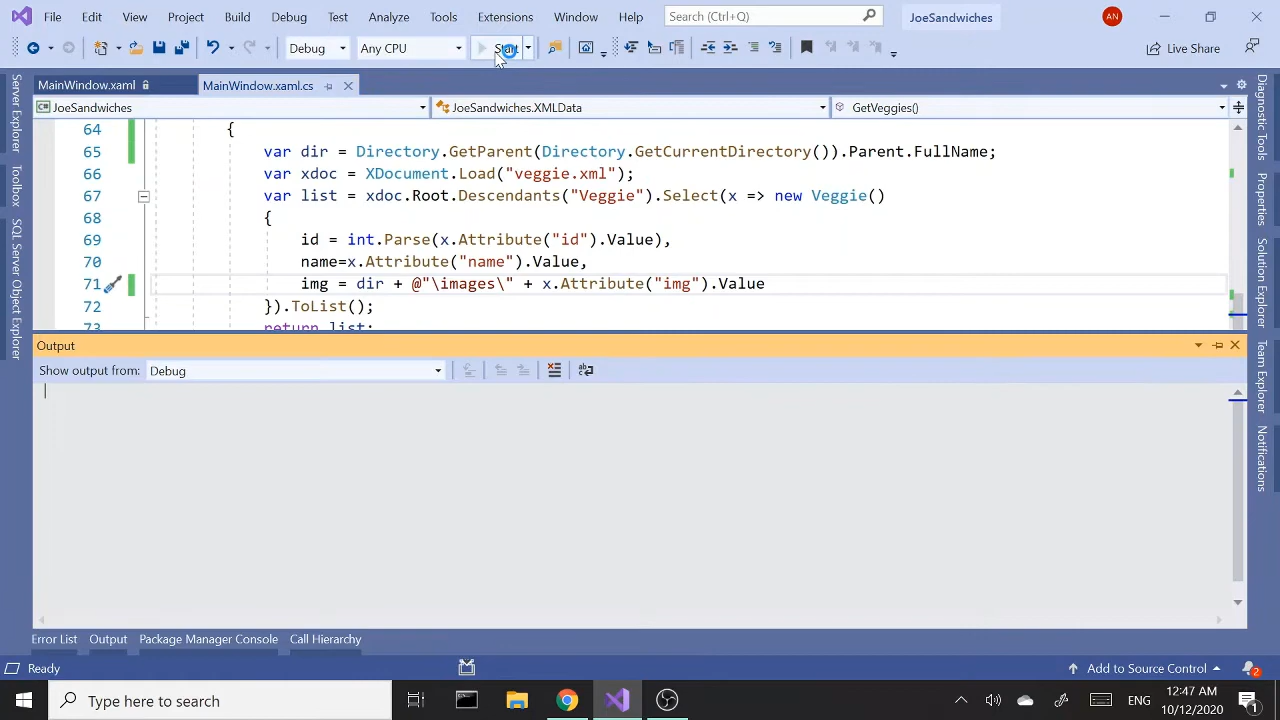 File Edit View Project Build Debug Test Analyze Tools Extensions Window Help Search (Ctrl+Q) JoeSandwiches AN
Debug Any CPU Live Share
MainWindow.xaml MainWindow.xaml.cs
JoeSandwiches JoeSandwiches.XMLData GetVeggies()
64 {
65 var dir = Directory.GetParent(Directory.GetCurrentDirectory()).Parent.FullName;
66 var xdoc = XDocument.Load("veggie.xml");
67 var list = xdoc.Root.Descendants("Veggie").Select(x => new Veggie()
68 {
69 id = int.Parse(x.Attribute("id").Value),
70 name=x.Attribute("name").Value,
71 img = dir + @"\images\" + x.Attribute("img").Value
72 }).ToList();
73 return list;
Server Explorer
Toolbox
SQL Server Object Explorer
Diagnostic Tools
Properties
Solution Explorer
Team Explorer
Notifications
Output
Show output from: Debug
Error List Output Package Manager Console Call Hierarchy
Ready Add to Source Control 2
Type here to search ENG 2:47 AM
10/12/2020 1